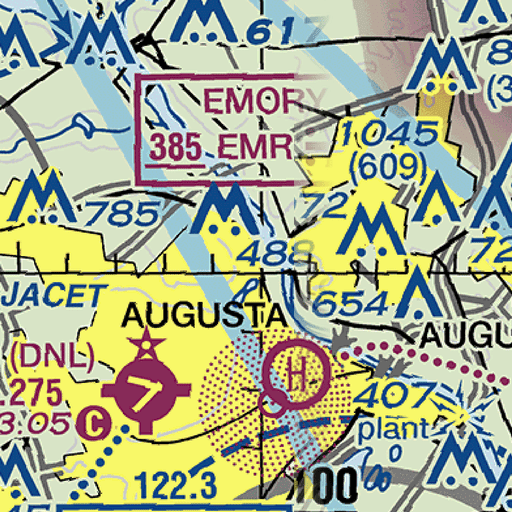 617
EMORY
385 EMR
1045
(609)
785
72
488
72
JACET
654
AUGUSTA
AUGU
(DNL)
.275
3.05 C
H
407
plant
122.3
100